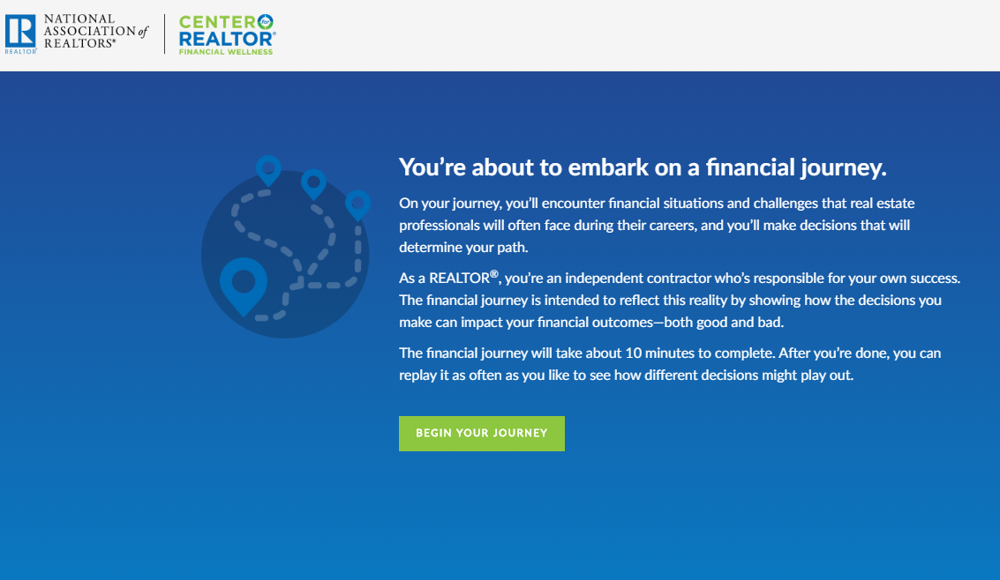 NATIONAL
ASSOCIATION of
REALTORS®
REALTOR®
CENTER for
REALTOR®
FINANCIAL WELLNESS
You're about to embark on a financial journey.
On your journey, you'll encounter financial situations and challenges that real estate
professionals will often face during their careers, and you'll make decisions that will
determine your path.
As a REALTOR®, you're an independent contractor who's responsible for your own success.
The financial journey is intended to reflect this reality by showing how the decisions you
make can impact your financial outcomes—both good and bad.
The financial journey will take about 10 minutes to complete. After you're done, you can
replay it as often as you like to see how different decisions might play out.
BEGIN YOUR JOURNEY